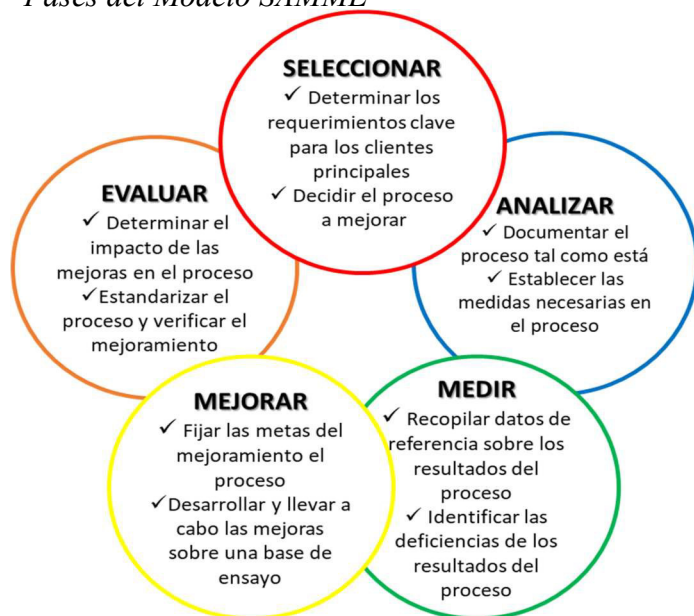 Fases del Modelo SAMME
SELECCIONAR
✓ Determinar los
requerimientos clave
para los clientes
principales
✓ Decidir el proceso
a mejorar
ANALIZAR
✓ Documentar el
proceso tal como está
✓ Establecer las
medidas necesarias en
el proceso
MEDIR
✓ Recopilar datos de
referencia sobre los
resultados del
proceso
✓ Identificar las
deficiencias de los
resultados del
proceso
MEJORAR
✓ Fijar las metas del
mejoramiento el
proceso
✓Desarrollar y llevar a
cabo las mejoras
sobre una base de
ensayo
EVALUAR
✓ Determinar el
impacto de las
mejoras en el proceso
✓Estandarizar el
proceso y verificar el
mejoramiento